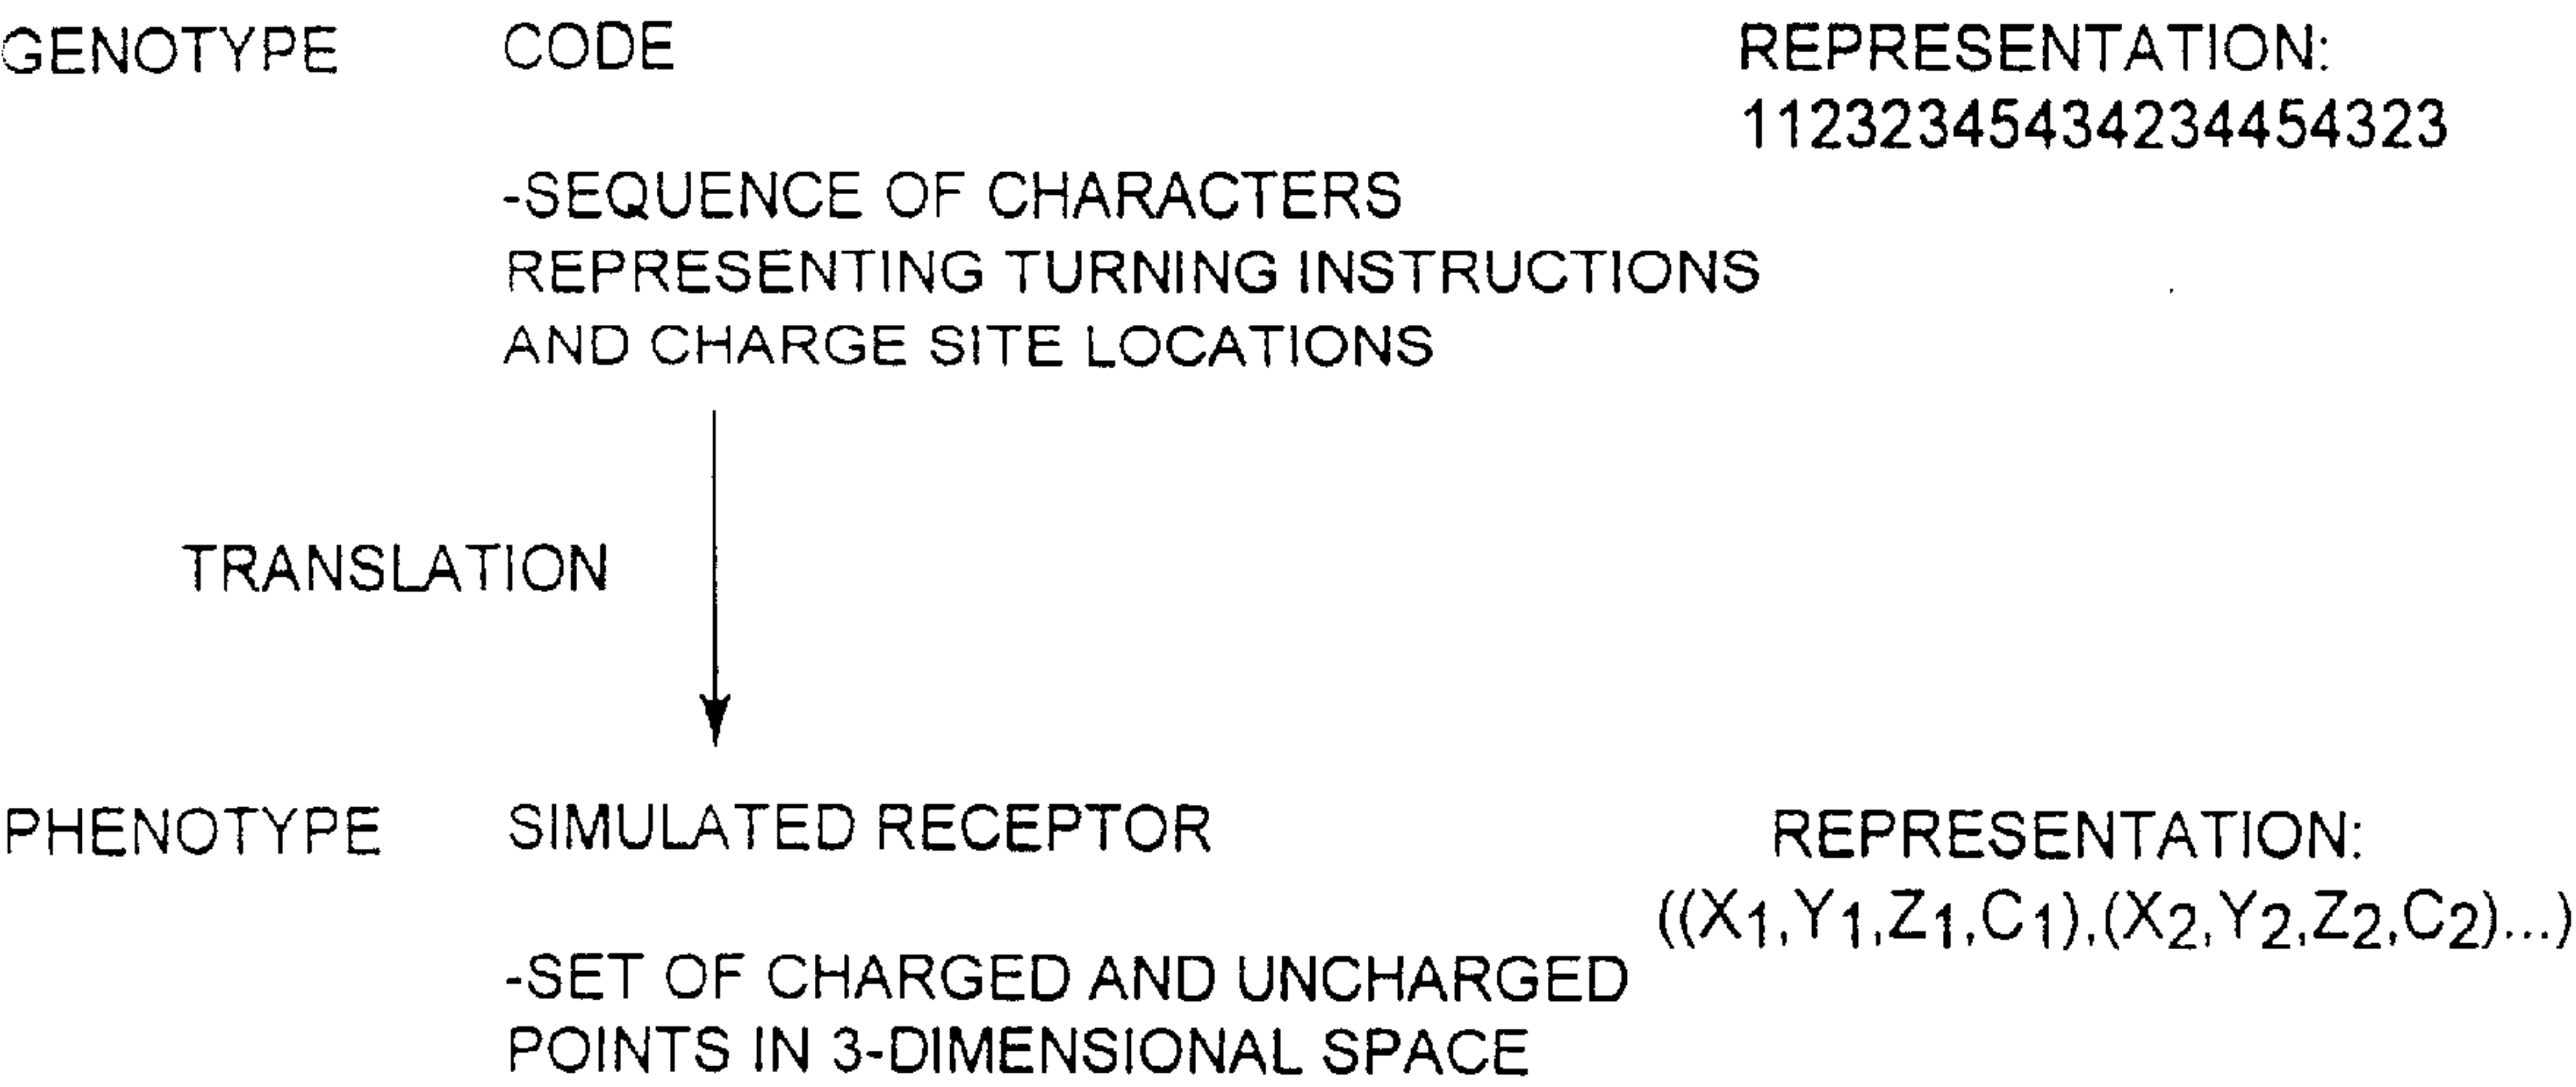 GENOTYPE CODE REPRESENTATION:
11232345434234454323
-SEQUENCE OF CHARACTERS
REPRESENTING TURNING INSTRUCTIONS
AND CHARGE SITE LOCATIONS
TRANSLATION
PHENOTYPE SIMULATED RECEPTOR REPRESENTATION:
((X1,Y1,Z1,C1),(X2,Y2,Z2,C2)...)
-SET OF CHARGED AND UNCHARGED
POINTS IN 3-DIMENSIONAL SPACE